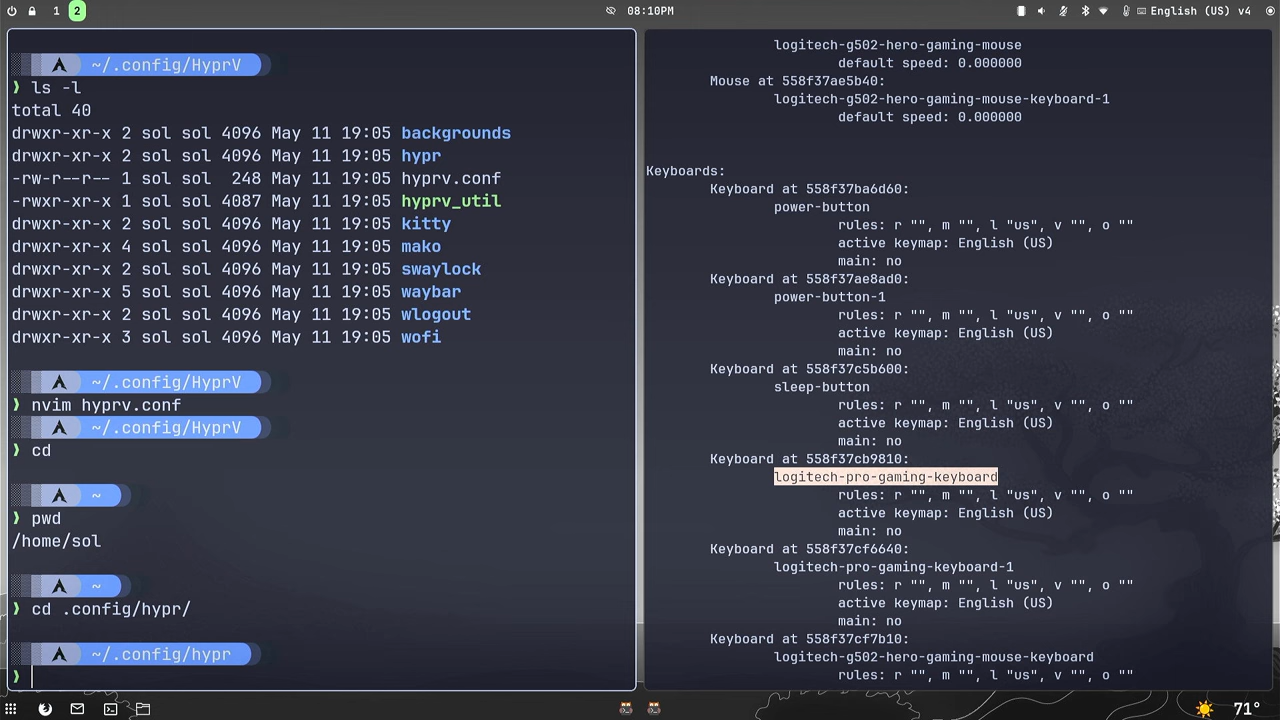 1 2
08:10PM
English (US) v4
~/.config/HyprV
❯ ls -l
total 40
drwxr-xr-x 2 sol sol 4096 May 11 19:05 backgrounds
drwxr-xr-x 2 sol sol 4096 May 11 19:05 hypr
-rw-r--r-- 1 sol sol  248 May 11 19:05 hyprv.conf
-rwxr-xr-x 1 sol sol 4087 May 11 19:05 hyprv_util
drwxr-xr-x 2 sol sol 4096 May 11 19:05 kitty
drwxr-xr-x 4 sol sol 4096 May 11 19:05 mako
drwxr-xr-x 2 sol sol 4096 May 11 19:05 swaylock
drwxr-xr-x 5 sol sol 4096 May 11 19:05 waybar
drwxr-xr-x 2 sol sol 4096 May 11 19:05 wlogout
drwxr-xr-x 3 sol sol 4096 May 11 19:05 wofi
~/.config/HyprV
❯ nvim hyprv.conf
~/.config/HyprV
❯ cd
~
❯ pwd
/home/sol
~
❯ cd .config/hypr/
~/.config/hypr
❯
logitech-g502-hero-gaming-mouse
default speed: 0.000000
Mouse at 558f37ae5b40:
logitech-g502-hero-gaming-mouse-keyboard-1
default speed: 0.000000
Keyboards:
Keyboard at 558f37ba6d60:
power-button
rules: r "", m "", l "us", v "", o ""
active keymap: English (US)
main: no
Keyboard at 558f37ae8ad0:
power-button-1
rules: r "", m "", l "us", v "", o ""
active keymap: English (US)
main: no
Keyboard at 558f37c5b600:
sleep-button
rules: r "", m "", l "us", v "", o ""
active keymap: English (US)
main: no
Keyboard at 558f37cb9810:
logitech-pro-gaming-keyboard
rules: r "", m "", l "us", v "", o ""
active keymap: English (US)
main: no
Keyboard at 558f37cf6640:
logitech-pro-gaming-keyboard-1
rules: r "", m "", l "us", v "", o ""
active keymap: English (US)
main: no
Keyboard at 558f37cf7b10:
logitech-g502-hero-gaming-mouse-keyboard
rules: r "", m "", l "us", v "", o ""
71°